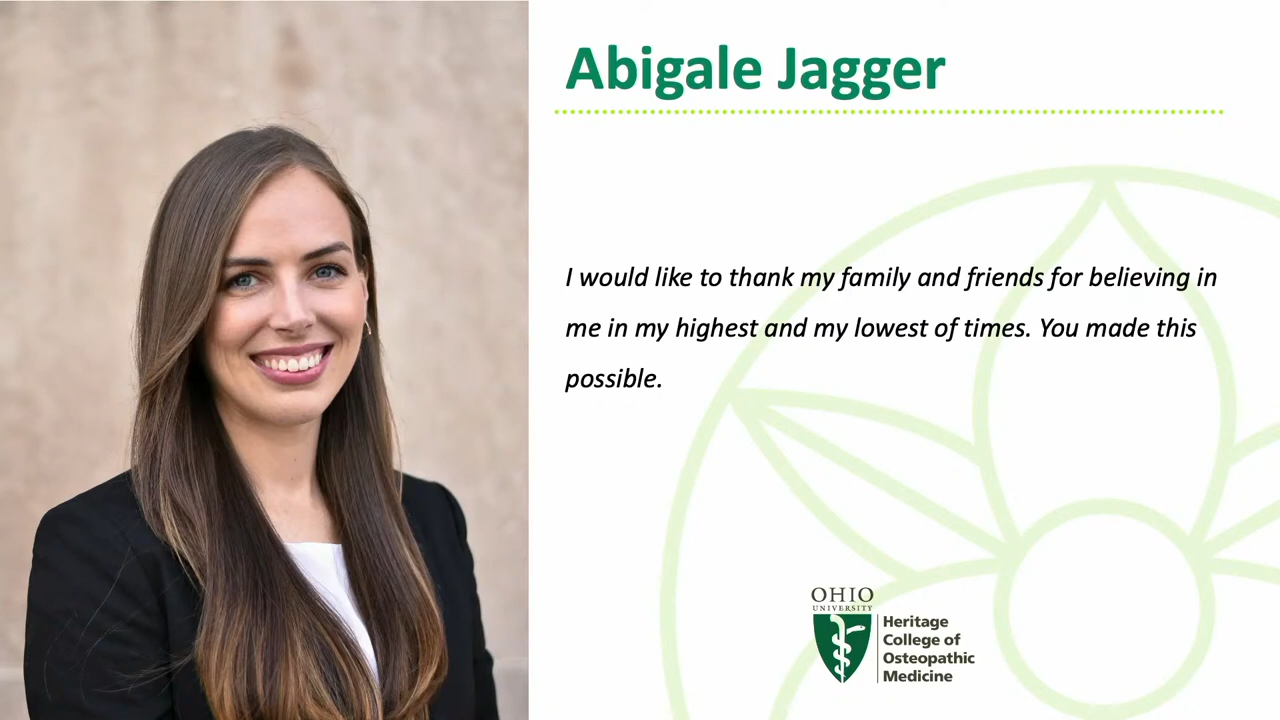 Abigale Jagger
I would like to thank my family and friends for believing in
me in my highest and my lowest of times. You made this
possible.
OHIO
UNIVERSITY
Heritage
College of
Osteopathic
Medicine